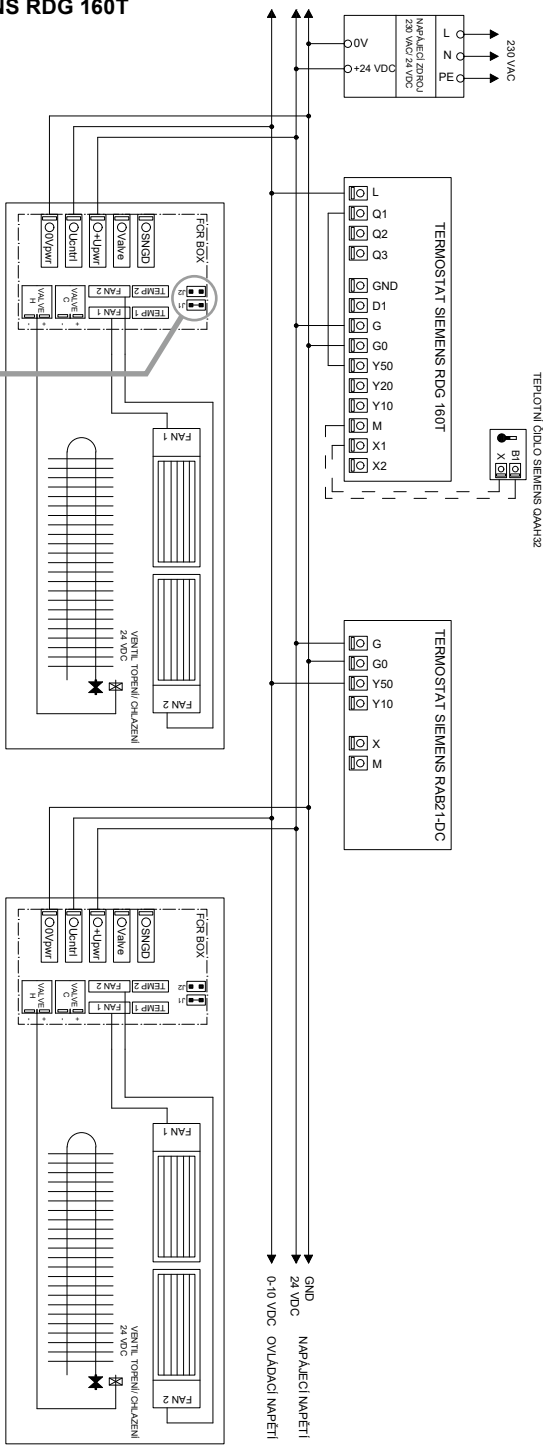 NS RDG 160T
230 VAC
L
N
PE
NAPÁJECÍ ZDROJ
230 VAC/ 24 VDC
0V
+24 VDC
TEPLOTNÍ ČIDLO SIEMENS QAAH32
B1
X
TERMOSTAT SIEMENS RDG 160T
L
Q1
Q2
Q3
GND
D1
G
G0
Y50
Y20
Y10
M
X1
X2
TERMOSTAT SIEMENS RAB21-DC
G
G0
Y50
Y10
X
M
GND
24 VDC
NAPÁJECÍ NAPĚTÍ
0-10 VDC OVLÁDACÍ NAPĚTÍ
FCR BOX
SNGD
Valve
+Upwr
Ucntrl
0Vpwr
J2
J1
TEMP 2
TEMP 1
FAN 2
FAN 1
VALVE
C
VALVE
H
+
-
+
-
FAN 1
FAN 2
VENTIL TOPENÍ/ CHLAZENÍ
24 VDC
FCR BOX
SNGD
Valve
+Upwr
Ucntrl
0Vpwr
J2
J1
TEMP 2
TEMP 1
FAN 2
FAN 1
VALVE
C
VALVE
H
+
-
+
-
FAN 1
FAN 2
VENTIL TOPENÍ/ CHLAZENÍ
24 VDC